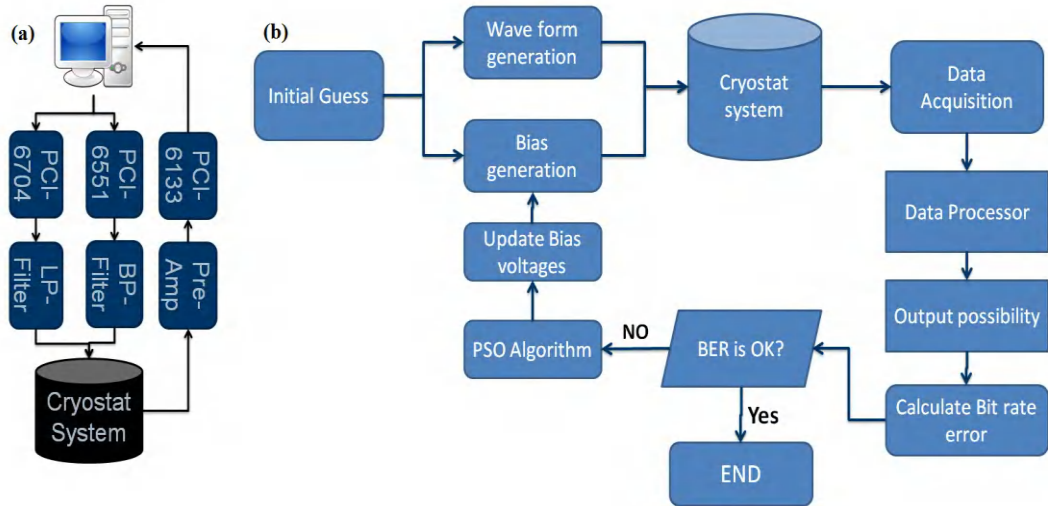 (a)
PCI-
6704
PCI-
6551
PCI-
6133
LP-
Filter
BP-
Filter
Pre-
Amp
Cryostat
System
(b)
Initial Guess
Wave form
generation
Bias
generation
Cryostat
system
Data
Acquisition
Data Processor
Output possibility
Calculate Bit rate
error
BER is OK?
NO
Yes
END
PSO Algorithm
Update Bias
voltages